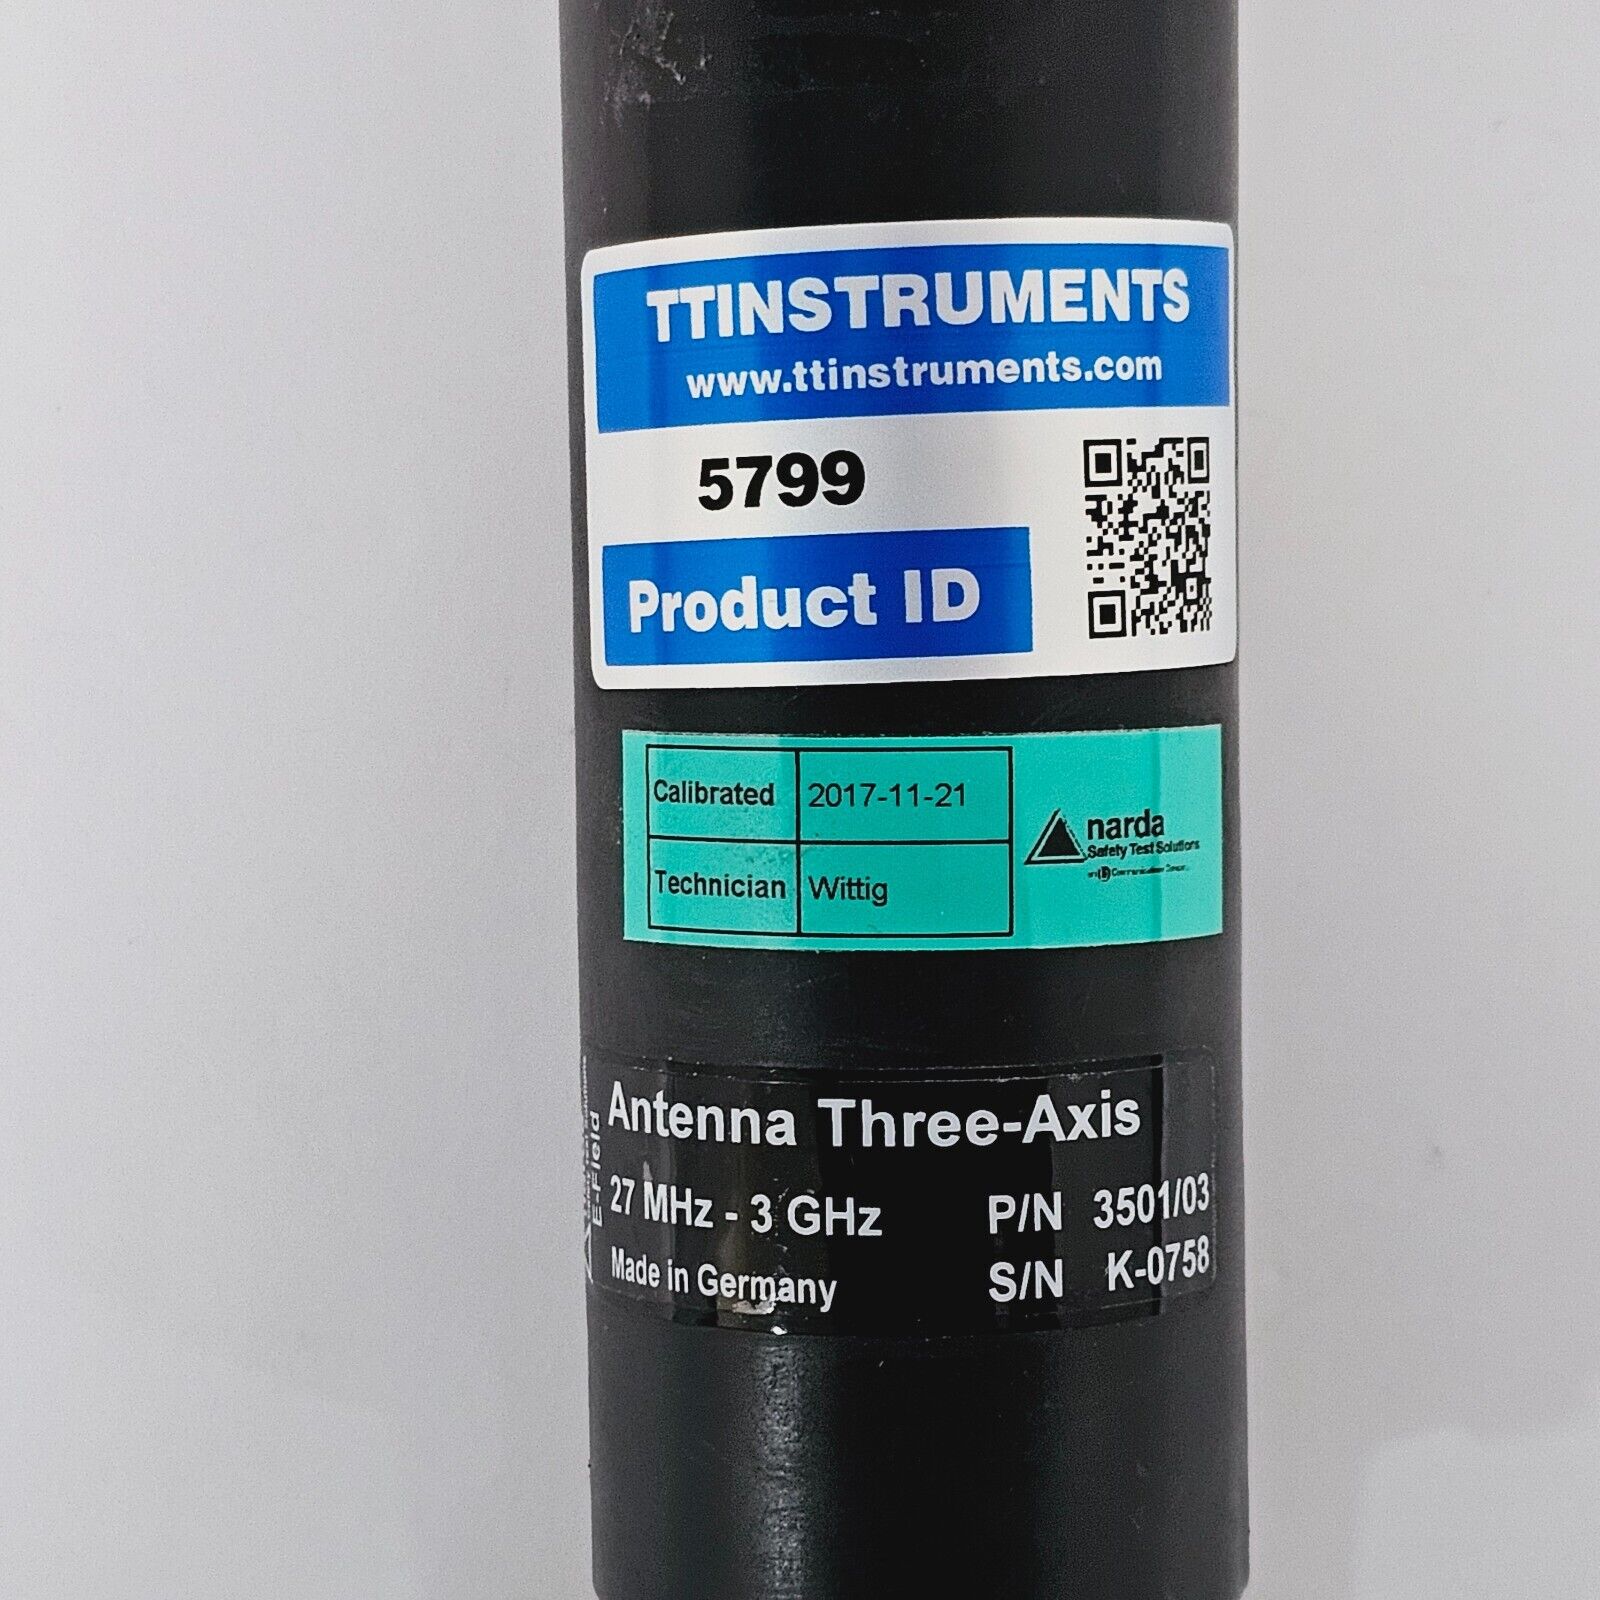 TTINSTRUMENTS
www.ttinstruments.com
5799
Product ID
Calibrated 2017-11-21
Technician Wittig
narda
Safety Test Solutions
Antenna Three-Axis
E-Field
27 MHz - 3 GHz P/N 3501/03
Made in Germany S/N K-0758